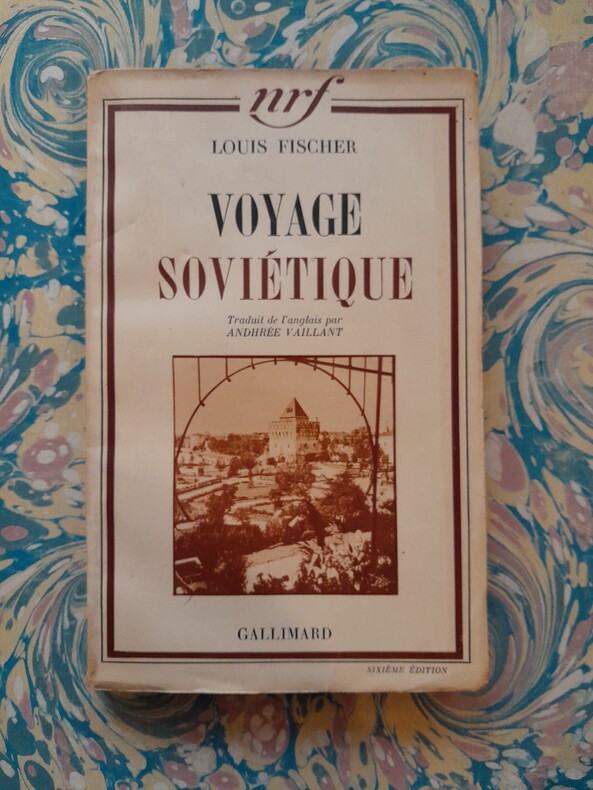 nrf
LOUIS FISCHER
VOYAGE
SOVIÉTIQUE
Traduit de l'anglais par
ANDHRÉE VAILLANT
GALLIMARD
SIXIÈME ÉDITION